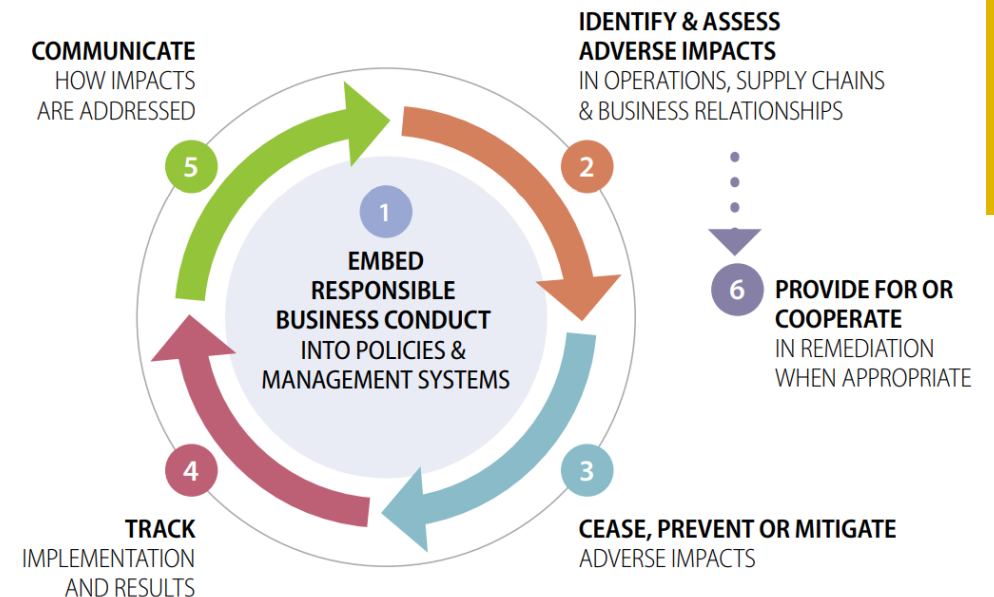 1
EMBED
RESPONSIBLE
BUSINESS CONDUCT
INTO POLICIES &
MANAGEMENT SYSTEMS
2
IDENTIFY & ASSESS
ADVERSE IMPACTS
IN OPERATIONS, SUPPLY CHAINS
& BUSINESS RELATIONSHIPS
3
CEASE, PREVENT OR MITIGATE
ADVERSE IMPACTS
4
TRACK
IMPLEMENTATION
AND RESULTS
5
COMMUNICATE
HOW IMPACTS
ARE ADDRESSED
6
PROVIDE FOR OR
COOPERATE
IN REMEDIATION
WHEN APPROPRIATE